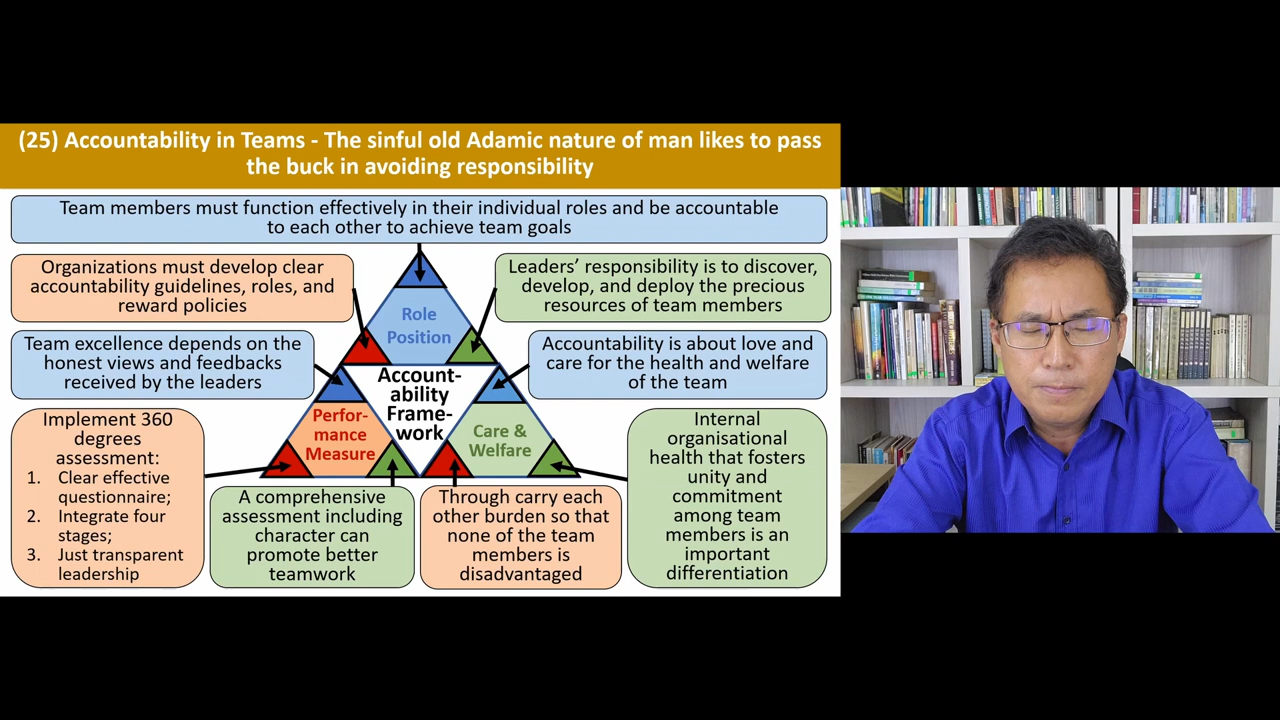 (25) Accountability in Teams - The sinful old Adamic nature of man likes to pass
the buck in avoiding responsibility
Team members must function effectively in their individual roles and be accountable
to each other to achieve team goals
Organizations must develop clear
accountability guidelines, roles, and
reward policies
Leaders’ responsibility is to discover,
develop, and deploy the precious
resources of team members
Role
Position
Team excellence depends on the
honest views and feedbacks
received by the leaders
Accountability is about love and
care for the health and welfare
of the team
Account-
ability
Frame-
work
Perfor-
mance
Measure
Care &
Welfare
Implement 360
degrees
assessment:
1. Clear effective
questionnaire;
2. Integrate four
stages;
3. Just transparent
leadership
A comprehensive
assessment including
character can
promote better
teamwork
Through carry each
other burden so that
none of the team
members is
disadvantaged
Internal
organisational
health that fosters
unity and
commitment
among team
members is an
important
differentiation